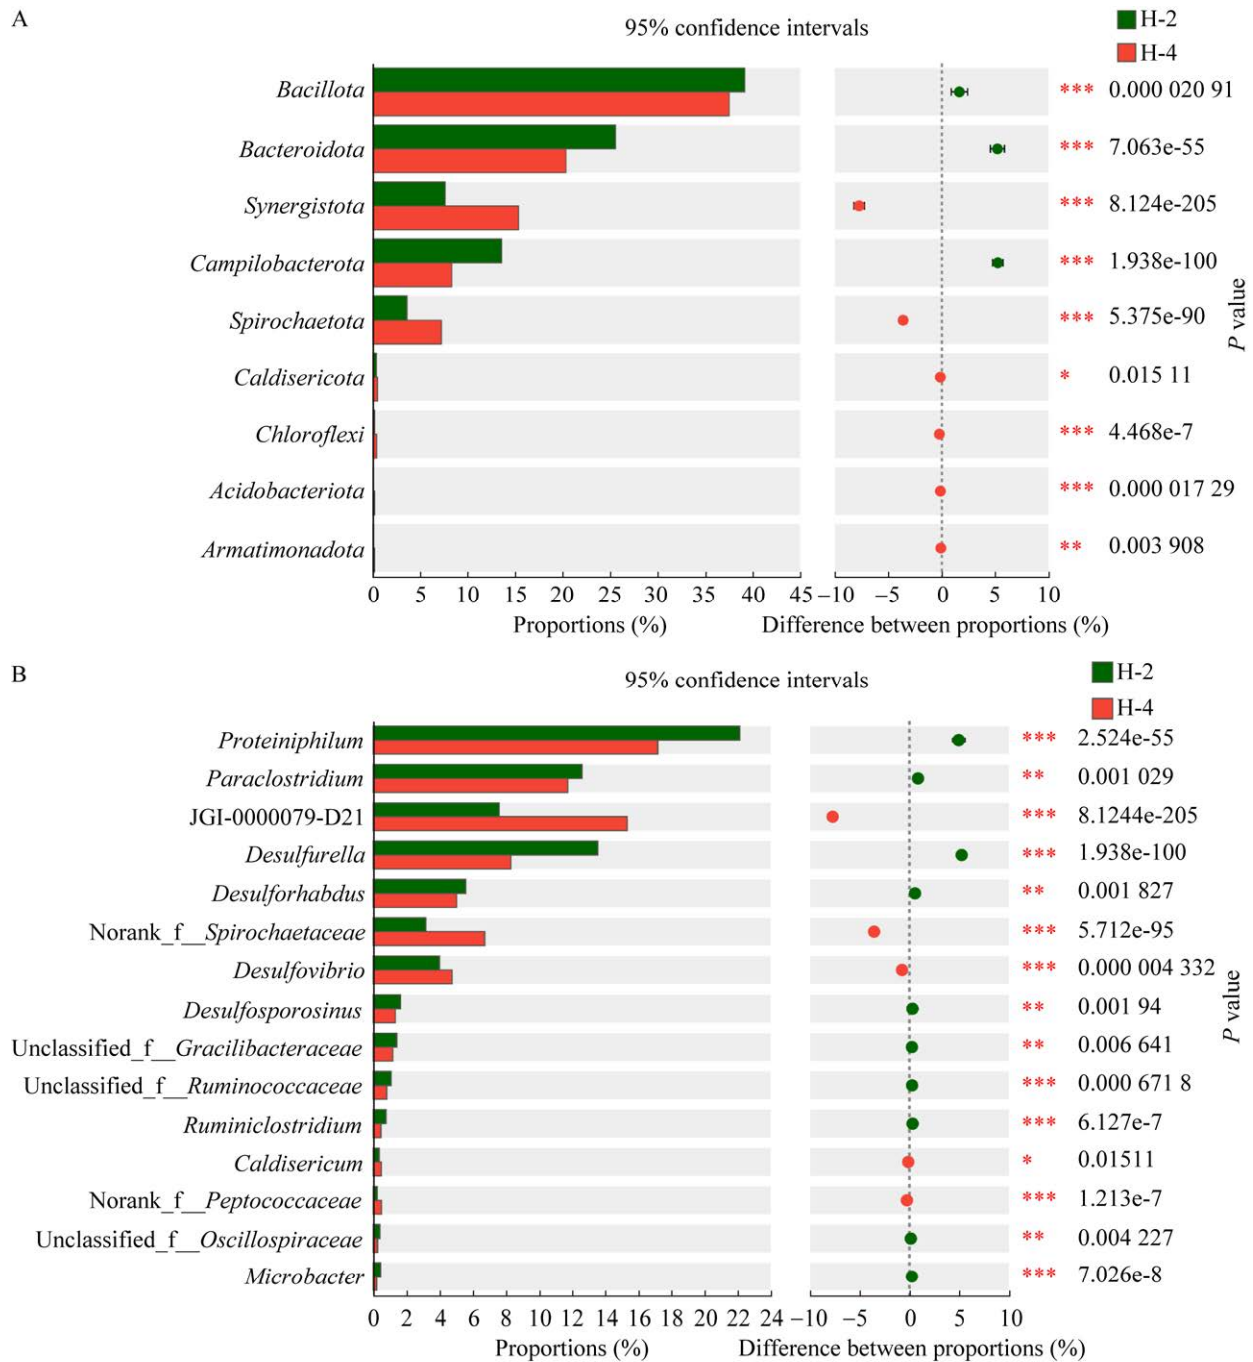 A
95% confidence intervals
H-2
H-4
Bacillota
*** 0.000 020 91
Bacteroidota
*** 7.063e-55
Synergistota
*** 8.124e-205
Campilobacterota
*** 1.938e-100
Spirochaetota
*** 5.375e-90
Caldisericota
* 0.015 11
Chloroflexi
*** 4.468e-7
Acidobacteriota
*** 0.000 017 29
Armatimonadota
** 0.003 908
P value
0 5 10 15 20 25 30 35 40 45 −10 −5 0 5 10
Proportions (%) Difference between proportions (%)
B
95% confidence intervals
H-2
H-4
Proteiniphilum
*** 2.524e-55
Paraclostridium
** 0.001 029
JGI-0000079-D21
*** 8.1244e-205
Desulfurella
*** 1.938e-100
Desulforhabdus
** 0.001 827
Norank_f__Spirochaetaceae
*** 5.712e-95
Desulfovibrio
*** 0.000 004 332
Desulfosporosinus
** 0.001 94
Unclassified_f__Gracilibacteraceae
** 0.006 641
Unclassified_f__Ruminococcaceae
*** 0.000 671 8
Ruminiclostridium
*** 6.127e-7
Caldisericum
* 0.01511
Norank_f__Peptococcaceae
*** 1.213e-7
Unclassified_f__Oscillospiraceae
** 0.004 227
Microbacter
*** 7.026e-8
P value
0 2 4 6 8 10 12 14 16 18 20 22 24 −10 −5 0 5 10
Proportions (%) Difference between proportions (%)